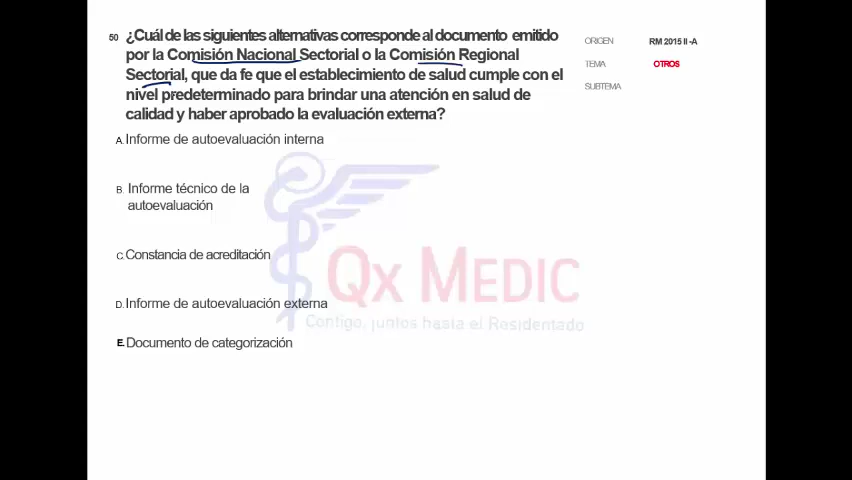 50 ¿Cuál de las siguientes alternativas corresponde al documento emitido
por la Comisión Nacional Sectorial o la Comisión Regional
Sectorial, que da fe que el establecimiento de salud cumple con el
nivel predeterminado para brindar una atención en salud de
calidad y haber aprobado la evaluación externa?
A. Informe de autoevaluación interna
B. Informe técnico de la
autoevaluación
C. Constancia de acreditación
D. Informe de autoevaluación externa
E. Documento de categorización
ORIGEN RM 2015 II -A
TEMA OTROS
SUBTEMA
Qx MEDIC
Contigo, juntos hasta el Residentado